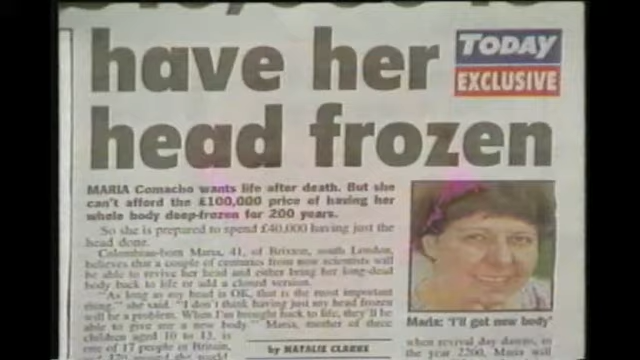 have her
head frozen
TODAY
EXCLUSIVE
MARIA Comacho wants life after death. But she
can't afford the £100,000 price of having her
whole body deep-frozen for 200 years.
So she is prepared to spend £40,000 having just the
head done.
Colombian-born Maria, 41, of Brixton, south London,
believes that a couple of centuries from now scientists will
be able to revive her head and either bring her long-dead
body back to life or add a cloned version.
"As long as my head is OK, that is the most important
thing," she said. "I don't think having just my head frozen
will be a problem. When I'm brought back to life, they'll be
able to give me a new body." Maria, mother of three
children aged 10 to 13, is
one of 17 people in Britain,
by NATALIE CLARKE
Maria: 'I'll get new body'
when revival day dawns, in
the year 2260, Maria will